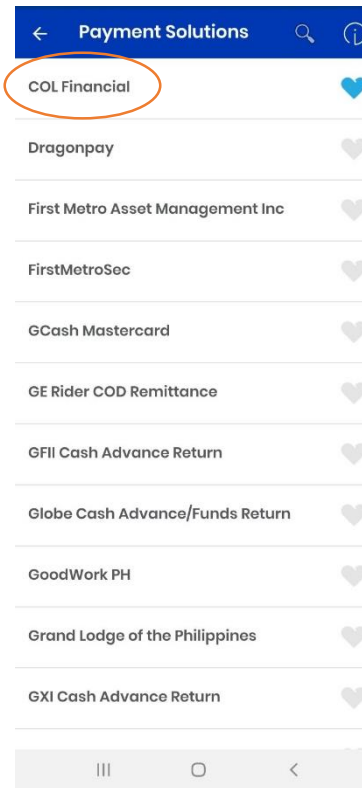 Payment Solutions
COL Financial
Dragonpay
First Metro Asset Management Inc
FirstMetroSec
GCash Mastercard
GE Rider COD Remittance
GFII Cash Advance Return
Globe Cash Advance/Funds Return
GoodWork PH
Grand Lodge of the Philippines
GXI Cash Advance Return